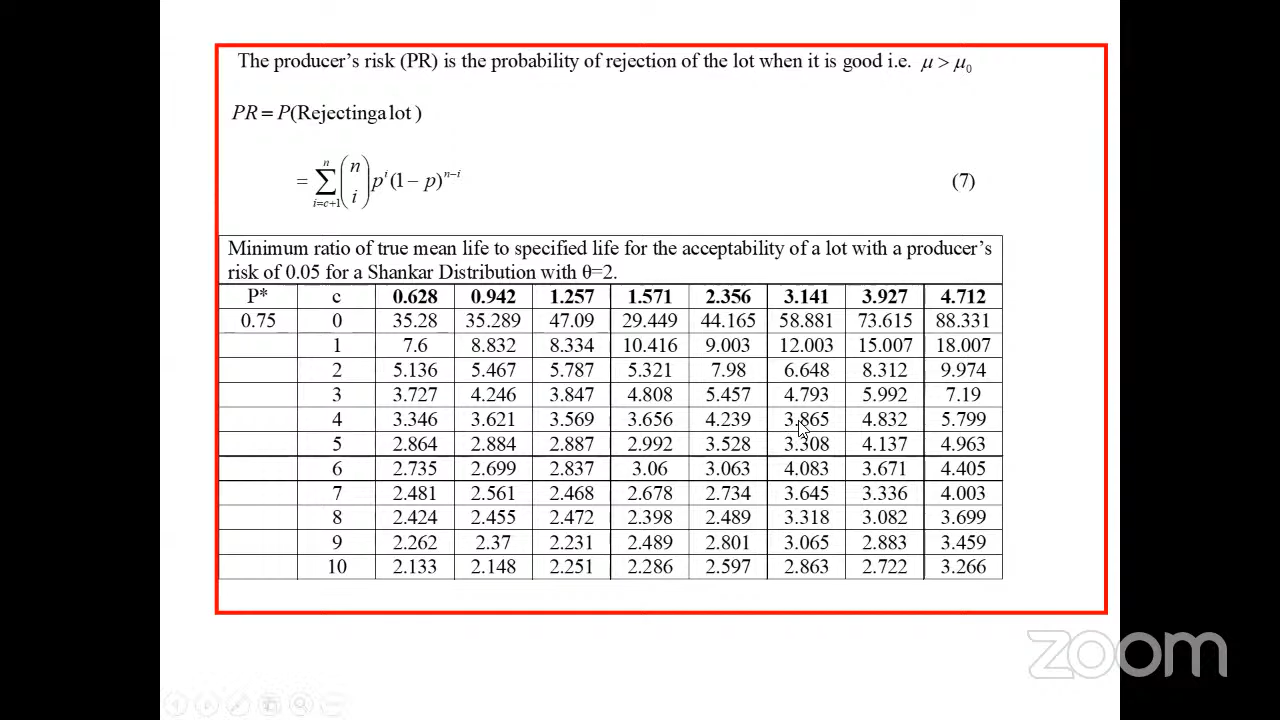 The producer's risk (PR) is the probability of rejection of the lot when it is good i.e. μ > μ₀
PR = P(Rejectinga lot )
= ∑_{i=c+1}^{n} (n i) p^i (1 − p)^{n−i} (7)
Minimum ratio of true mean life to specified life for the acceptability of a lot with a producer's
risk of 0.05 for a Shankar Distribution with θ=2.
P* c 0.628 0.942 1.257 1.571 2.356 3.141 3.927 4.712
0.75 0 35.28 35.289 47.09 29.449 44.165 58.881 73.615 88.331
1 7.6 8.832 8.334 10.416 9.003 12.003 15.007 18.007
2 5.136 5.467 5.787 5.321 7.98 6.648 8.312 9.974
3 3.727 4.246 3.847 4.808 5.457 4.793 5.992 7.19
4 3.346 3.621 3.569 3.656 4.239 3.865 4.832 5.799
5 2.864 2.884 2.887 2.992 3.528 3.308 4.137 4.963
6 2.735 2.699 2.837 3.06 3.063 4.083 3.671 4.405
7 2.481 2.561 2.468 2.678 2.734 3.645 3.336 4.003
8 2.424 2.455 2.472 2.398 2.489 3.318 3.082 3.699
9 2.262 2.37 2.231 2.489 2.801 3.065 2.883 3.459
10 2.133 2.148 2.251 2.286 2.597 2.863 2.722 3.266
zoom